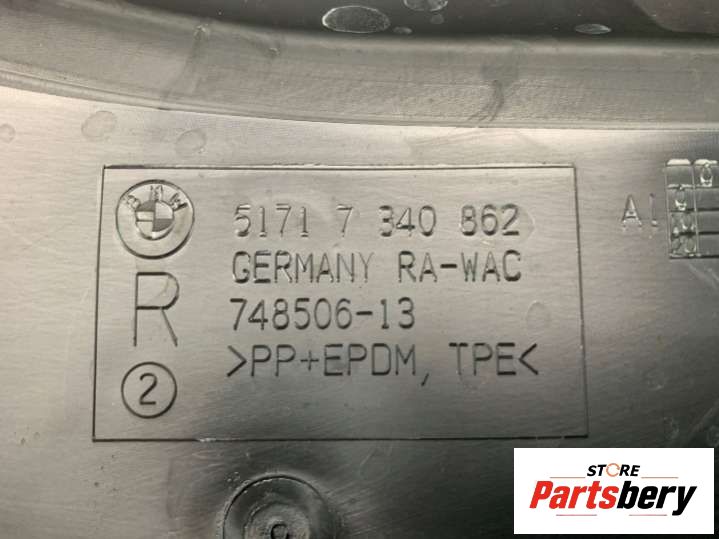 BMW
5171 7 340 862
GERMANY RA-WAC
R
748506-13
>PP+EPDM, TPE<
2
STORE
Partsbery